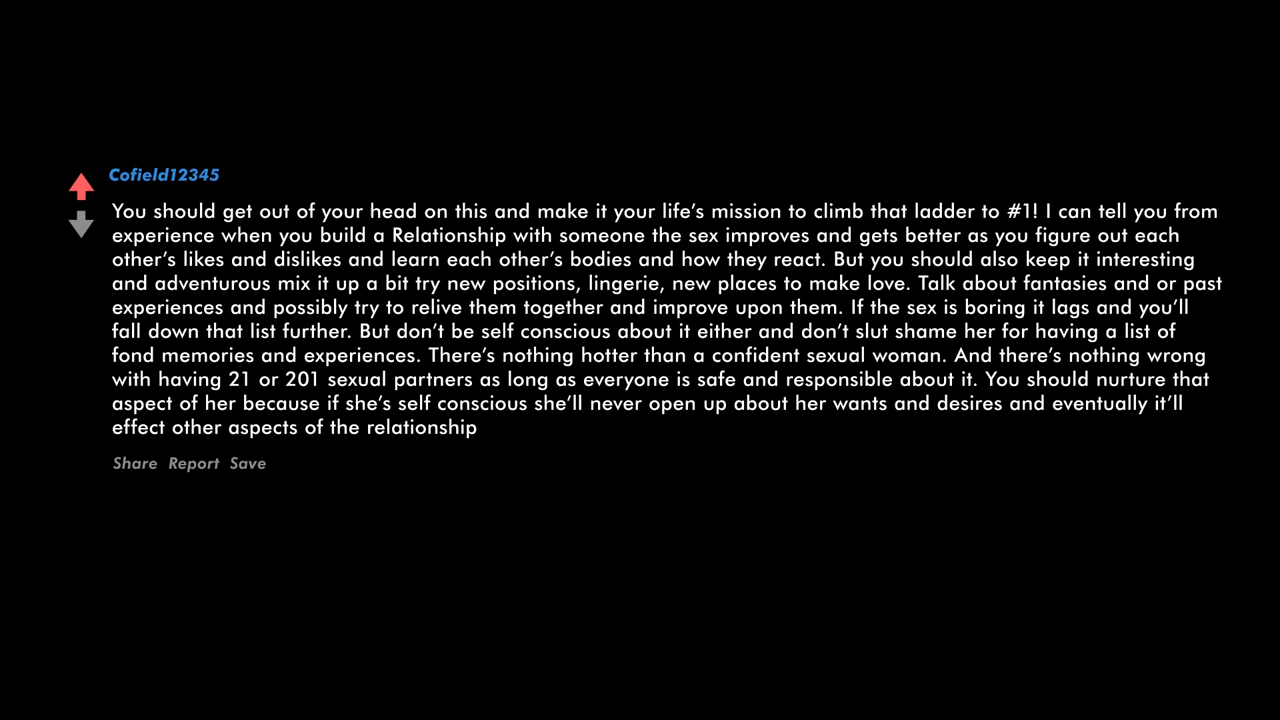 Cofield12345
You should get out of your head on this and make it your life's mission to climb that ladder to #1! I can tell you from
experience when you build a Relationship with someone the sex improves and gets better as you figure out each
other's likes and dislikes and learn each other's bodies and how they react. But you should also keep it interesting
and adventurous mix it up a bit try new positions, lingerie, new places to make love. Talk about fantasies and or past
experiences and possibly try to relive them together and improve upon them. If the sex is boring it lags and you'll
fall down that list further. But don't be self conscious about it either and don't slut shame her for having a list of
fond memories and experiences. There's nothing hotter than a confident sexual woman. And there's nothing wrong
with having 21 or 201 sexual partners as long as everyone is safe and responsible about it. You should nurture that
aspect of her because if she's self conscious she'll never open up about her wants and desires and eventually it'll
effect other aspects of the relationship
Share Report Save